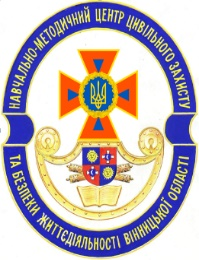 НАВЧАЛЬНО-МЕТОДИЧНИЙ ЦЕНТР ЦИВІЛЬНОГО ЗАХИСТУ
ТА БЕЗПЕКИ ЖИТТЄДІЯЛЬНОСТІ ВІННИЦЬКОЇ ОБЛАСТІ